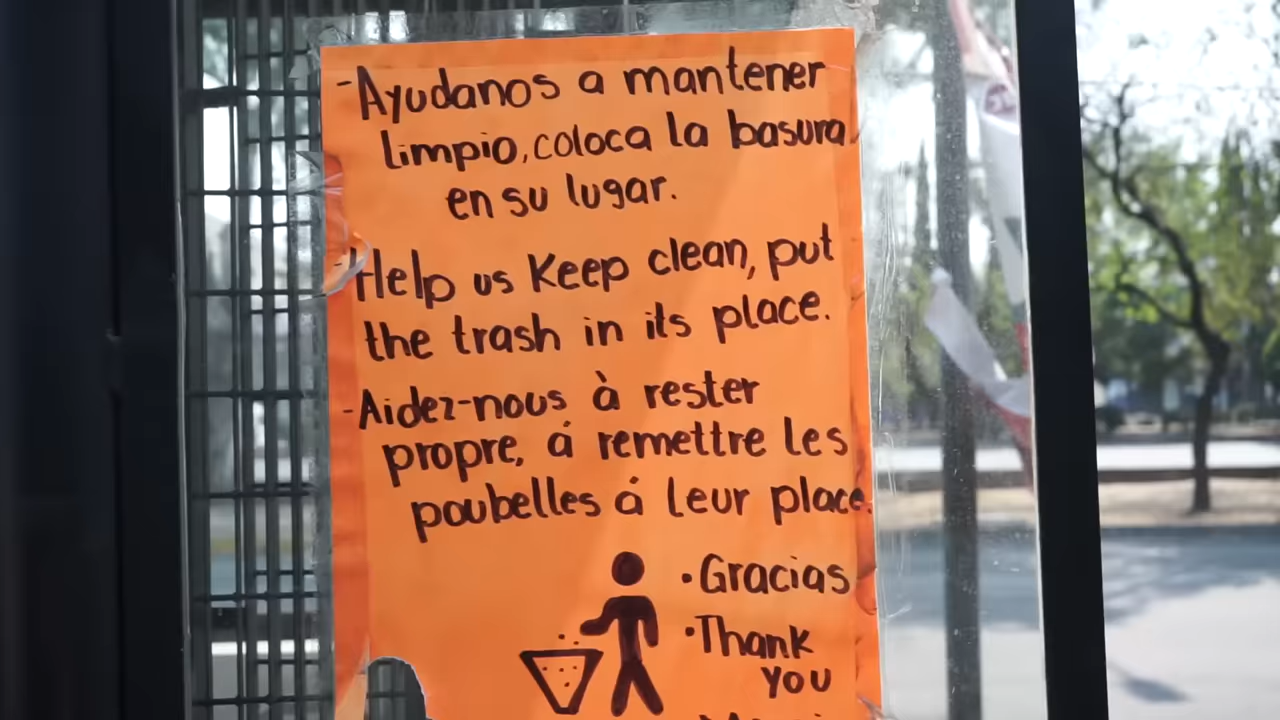 -Ayudanos a mantener
limpio, coloca la basura
en su lugar.
-Help us Keep clean, put
the trash in its place.
-Aidez-nous à rester
propre, á remettre les
poubelles á leur place.
•Gracias
•Thank
YOU